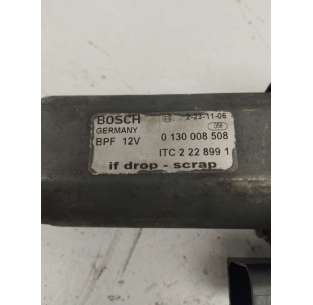 BOSCH 2-23-11-06
GERMANY
BPF 12V 0 130 008 508
ITC 2 22 899 1
if drop - scrap